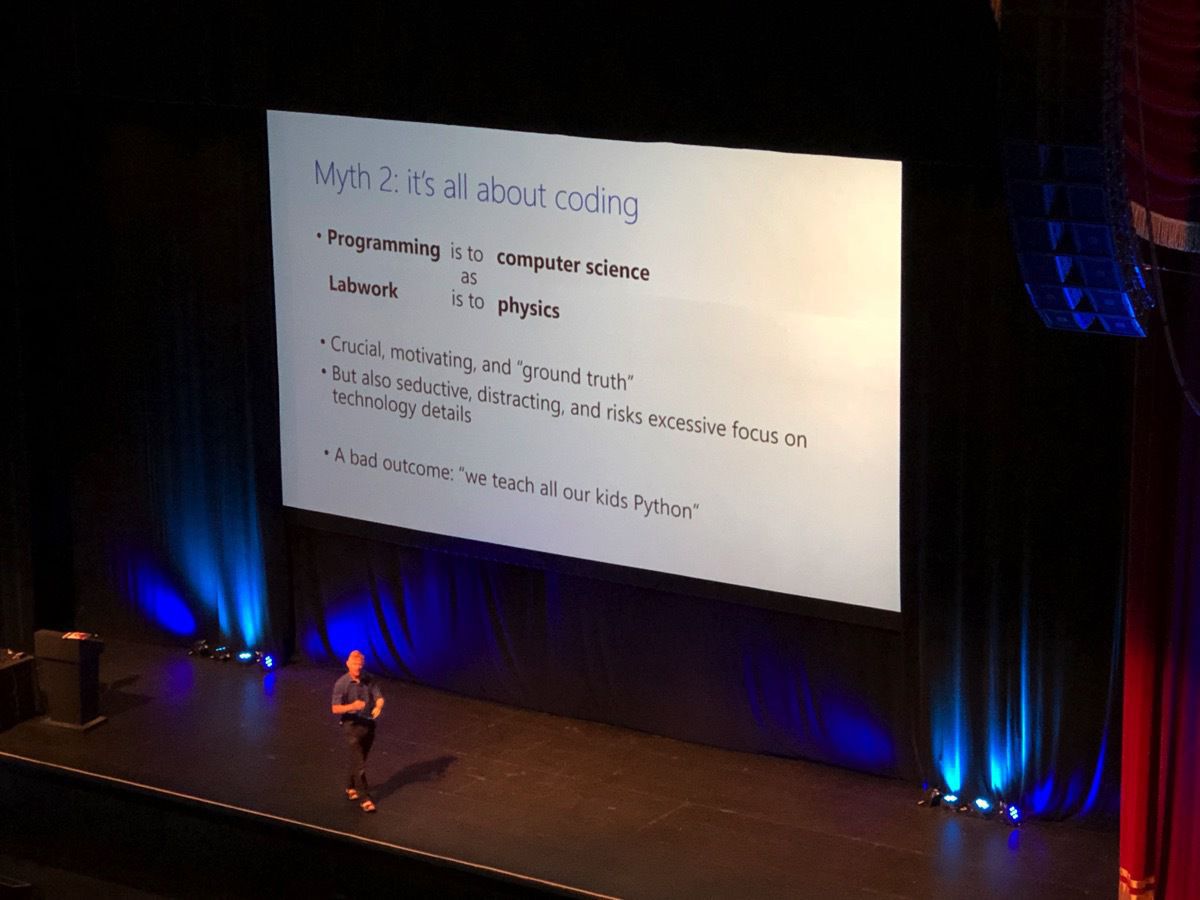 Myth 2: it's all about coding
• Programming is to computer science
as
Labwork is to physics
• Crucial, motivating, and "ground truth"
• But also seductive, distracting, and risks excessive focus on
technology details
• A bad outcome: "we teach all our kids Python"